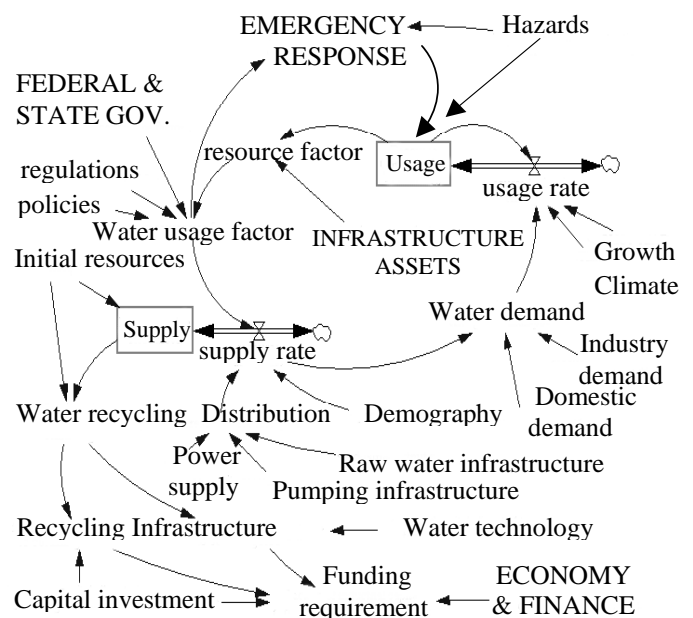 EMERGENCY
RESPONSE
Hazards
FEDERAL &
STATE GOV.
resource factor
Usage
usage rate
regulations
policies
Water usage factor
INFRASTRUCTURE
ASSETS
Growth
Climate
Initial resources
Supply
supply rate
Water demand
Industry
demand
Domestic
demand
Water recycling
Distribution
Demography
Power
supply
Raw water infrastructure
Pumping infrastructure
Recycling Infrastructure
Water technology
Capital investment
Funding
requirement
ECONOMY
& FINANCE